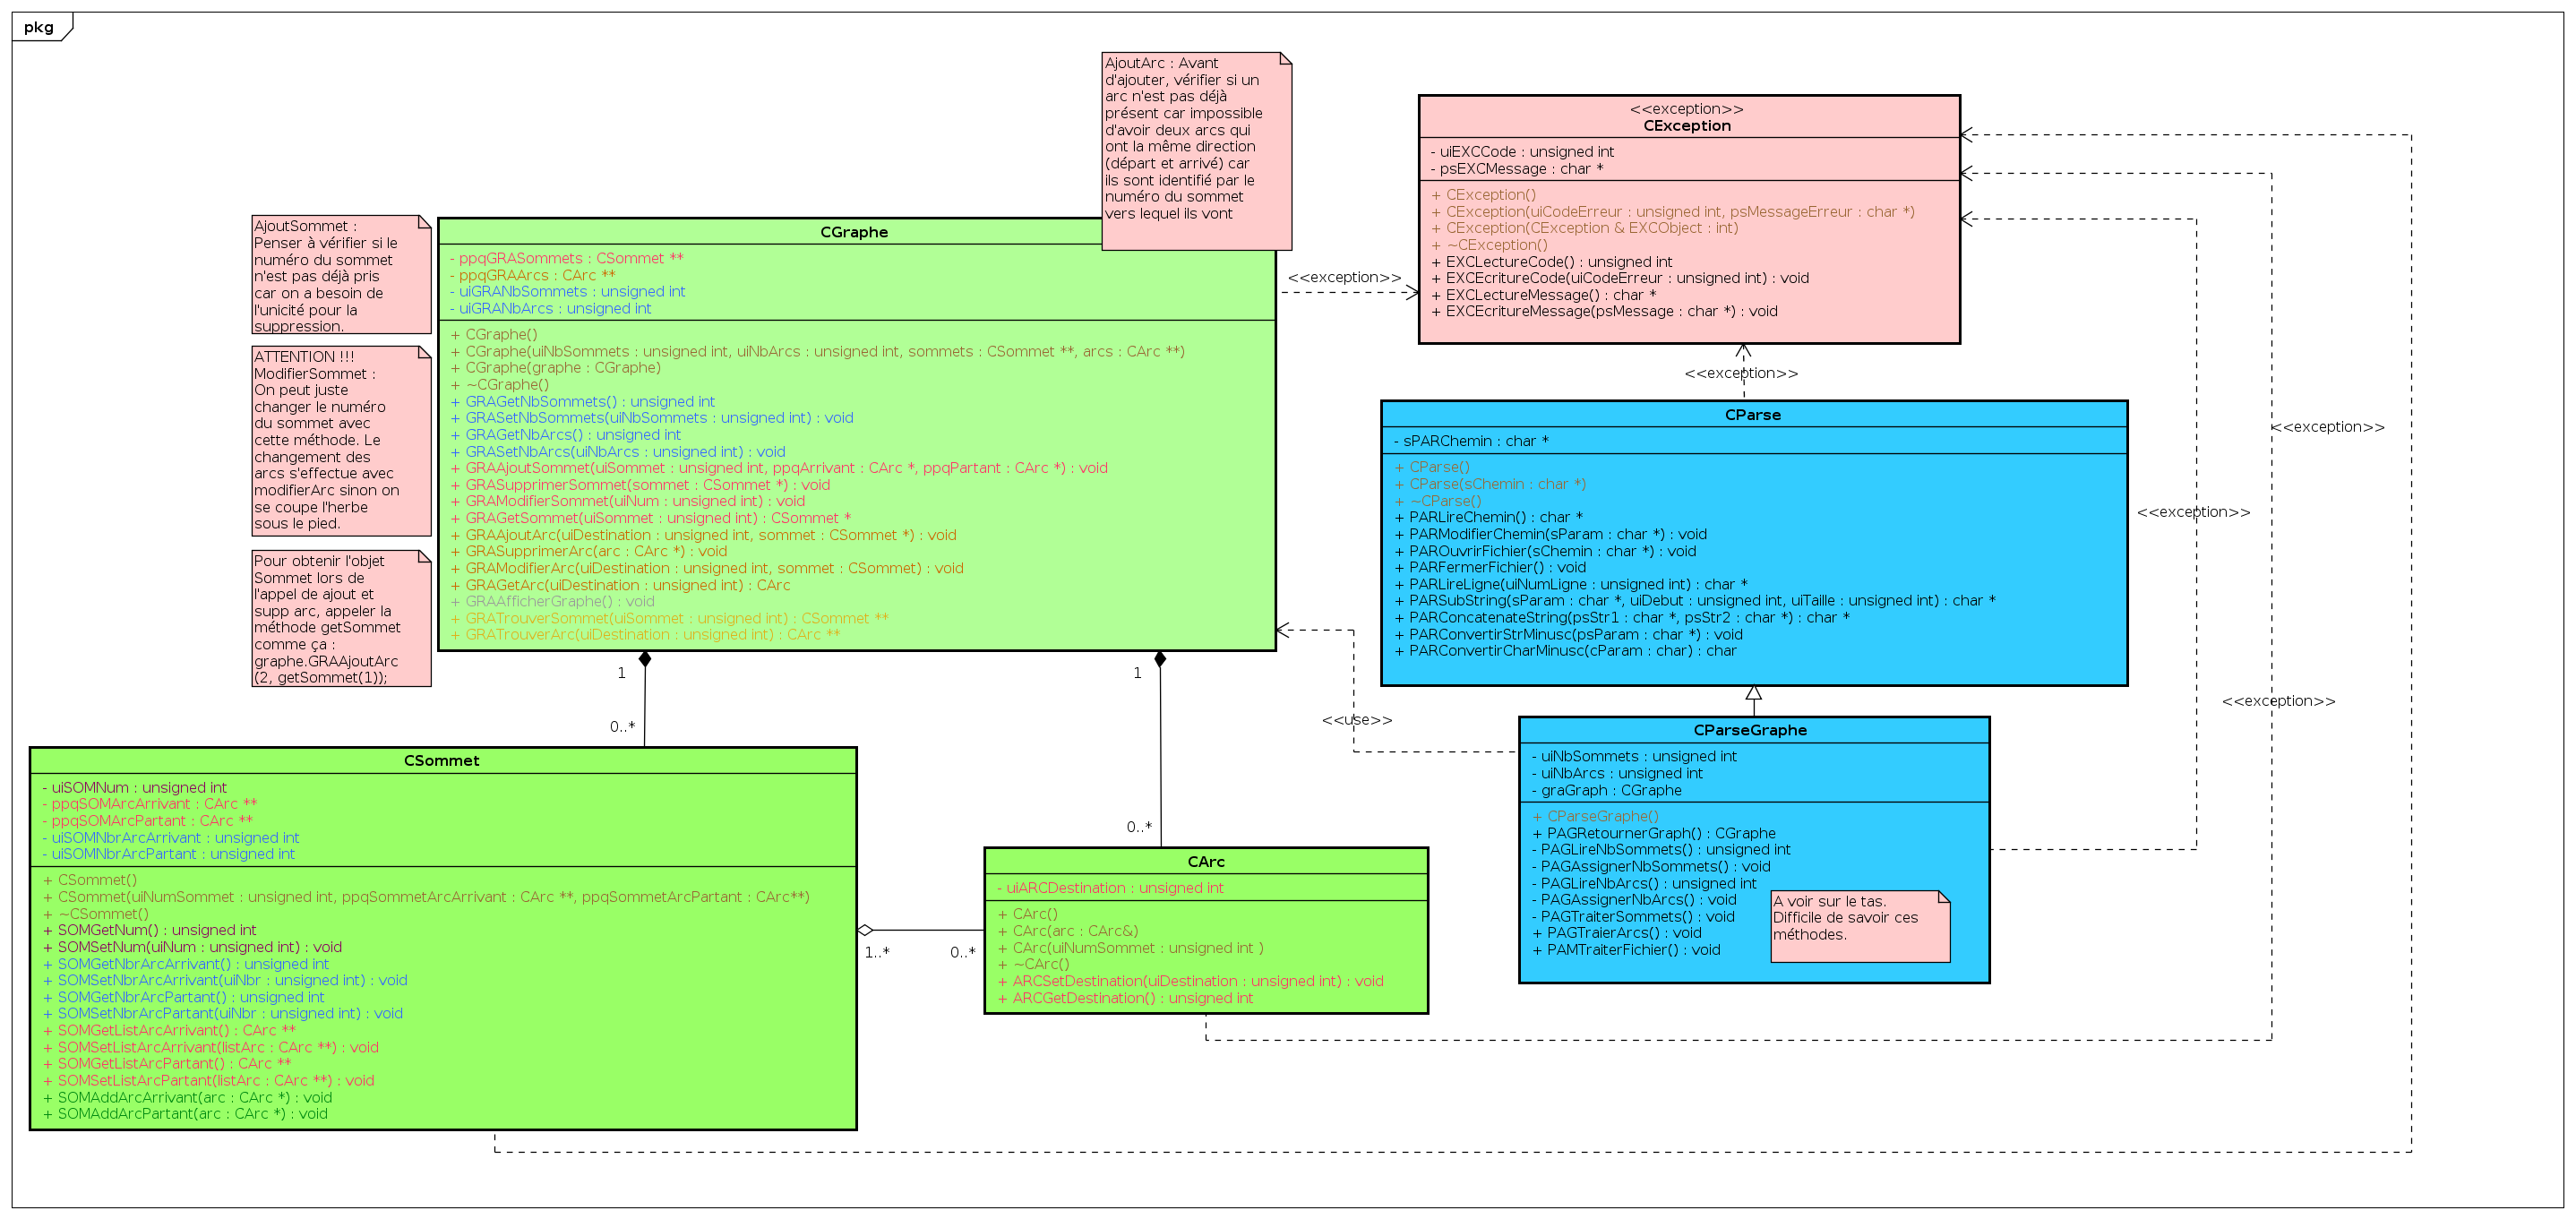 pkg
AjoutArc : Avant
d'ajouter, vérifier si un
arc n'est pas déjà
présent car impossible
d'avoir deux arcs qui
ont la même direction
(départ et arrivé) car
ils sont identifié par le
numéro du sommet
vers lequel ils vont
AjoutSommet :
Penser à vérifier si le
numéro du sommet
n'est pas déjà pris
car on a besoin de
l'unicité pour la
suppression.
ATTENTION !!!
ModifierSommet :
On peut juste
changer le numéro
du sommet avec
cette méthode. Le
changement des
arcs s'effectue avec
modifierArc sinon on
se coupe l'herbe
sous le pied.
Pour obtenir l'objet
Sommet lors de
l'appel de ajout et
supp arc, appeler la
méthode getSommet
comme ça :
graphe.GRAAjoutArc
(2, getSommet(1));
CGraphe
- ppqGRASommets : CSommet **
- ppqGRAArcs : CArc **
- uiGRANbSommets : unsigned int
- uiGRANbArcs : unsigned int
+ CGraphe()
+ CGraphe(uiNbSommets : unsigned int, uiNbArcs : unsigned int, sommets : CSommet **, arcs : CArc **)
+ CGraphe(graphe : CGraphe)
+ ~CGraphe()
+ GRAGetNbSommets() : unsigned int
+ GRASetNbSommets(uiNbSommets : unsigned int) : void
+ GRAGetNbArcs() : unsigned int
+ GRASetNbArcs(uiNbArcs : unsigned int) : void
+ GRAAjoutSommet(uiSommet : unsigned int, ppqArrivant : CArc *, ppqPartant : CArc *) : void
+ GRASupprimerSommet(sommet : CSommet *) : void
+ GRAModifierSommet(uiNum : unsigned int) : void
+ GRAGetSommet(uiSommet : unsigned int) : CSommet *
+ GRAAjoutArc(uiDestination : unsigned int, sommet : CSommet *) : void
+ GRASupprimerArc(arc : CArc *) : void
+ GRAModifierArc(uiDestination : unsigned int, sommet : CSommet) : void
+ GRAGetArc(uiDestination : unsigned int) : CArc
+ GRAAfficherGraphe() : void
+ GRATrouverSommet(uiSommet : unsigned int) : CSommet **
+ GRATrouverArc(uiDestination : unsigned int) : CArc **
<<exception>>
<<exception>>
CException
- uiEXCCode : unsigned int
- psEXCMessage : char *
+ CException()
+ CException(uiCodeErreur : unsigned int, psMessageErreur : char *)
+ CException(CException & EXCObject : int)
+ ~CException()
+ EXCLectureCode() : unsigned int
+ EXCEcritureCode(uiCodeErreur : unsigned int) : void
+ EXCLectureMessage() : char *
+ EXCEcritureMessage(psMessage : char *) : void
<<exception>>
CParse
- sPARChemin : char *
+ CParse()
+ CParse(sChemin : char *)
+ ~CParse()
+ PARLireChemin() : char *
+ PARModifierChemin(sParam : char *) : void
+ PAROuvrirFichier(sChemin : char *) : void
+ PARFermerFichier() : void
+ PARLireLigne(uiNumLigne : unsigned int) : char *
+ PARSubString(sParam : char *, uiDebut : unsigned int, uiTaille : unsigned int) : char *
+ PARConcatenateString(psStr1 : char *, psStr2 : char *) : char *
+ PARConvertirStrMinusc(psParam : char *) : void
+ PARConvertirCharMinusc(cParam : char) : char
<<exception>>
<<exception>>
<<exception>>
1
1
0..*
0..*
<<use>>
CParseGraphe
- uiNbSommets : unsigned int
- uiNbArcs : unsigned int
- graGraph : CGraphe
+ CParseGraphe()
+ PAGRetournerGraph() : CGraphe
- PAGLireNbSommets() : unsigned int
- PAGAssignerNbSommets() : void
- PAGLireNbArcs() : unsigned int
- PAGAssignerNbArcs() : void
- PAGTraiterSommets() : void
+ PAGTraierArcs() : void
+ PAMTraiterFichier() : void
A voir sur le tas.
Difficile de savoir ces
méthodes.
CSommet
- uiSOMNum : unsigned int
- ppqSOMArcArrivant : CArc **
- ppqSOMArcPartant : CArc **
- uiSOMNbrArcArrivant : unsigned int
- uiSOMNbrArcPartant : unsigned int
+ CSommet()
+ CSommet(uiNumSommet : unsigned int, ppqSommetArcArrivant : CArc **, ppqSommetArcPartant : CArc**)
+ ~CSommet()
+ SOMGetNum() : unsigned int
+ SOMSetNum(uiNum : unsigned int) : void
+ SOMGetNbrArcArrivant() : unsigned int
+ SOMSetNbrArcArrivant(uiNbr : unsigned int) : void
+ SOMGetNbrArcPartant() : unsigned int
+ SOMSetNbrArcPartant(uiNbr : unsigned int) : void
+ SOMGetListArcArrivant() : CArc **
+ SOMSetListArcArrivant(listArc : CArc **) : void
+ SOMGetListArcPartant() : CArc **
+ SOMSetListArcPartant(listArc : CArc **) : void
+ SOMAddArcArrivant(arc : CArc *) : void
+ SOMAddArcPartant(arc : CArc *) : void
1..*
0..*
CArc
- uiARCDestination : unsigned int
+ CArc()
+ CArc(arc : CArc&)
+ CArc(uiNumSommet : unsigned int )
+ ~CArc()
+ ARCSetDestination(uiDestination : unsigned int) : void
+ ARCGetDestination() : unsigned int